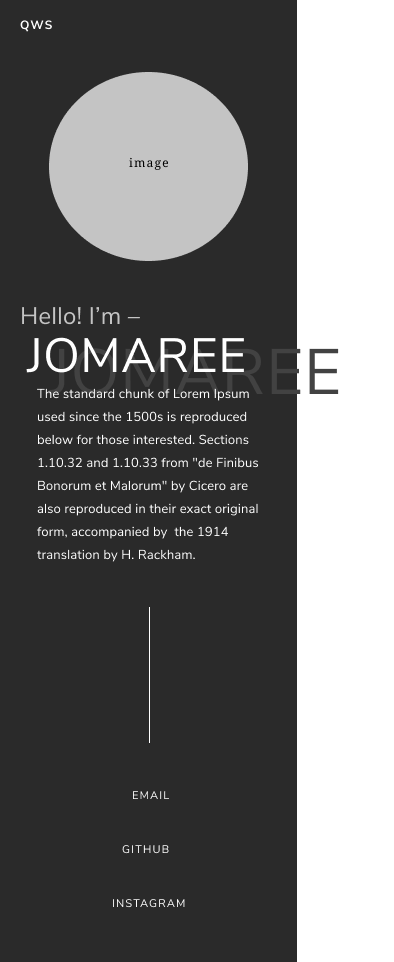 QWS
image
Hello! I’m –
JOMAREE
JOMAREE
The standard chunk of Lorem Ipsum
used since the 1500s is reproduced
below for those interested. Sections
1.10.32 and 1.10.33 from "de Finibus
Bonorum et Malorum" by Cicero are
also reproduced in their exact original
form, accompanied by  the 1914
translation by H. Rackham.
EMAIL
GITHUB
INSTAGRAM